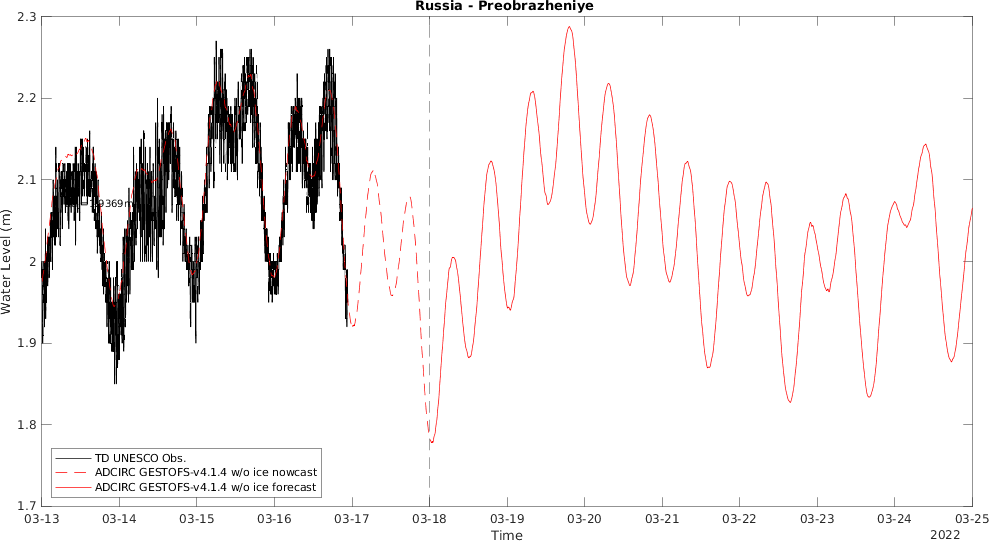 Russia - Preobrazheniye
2.3
2.2
2.1
2
1.9
1.8
1.7
Water Level (m)
9369m
TD UNESCO Obs.
ADCIRC GESTOFS-v4.1.4 w/o ice nowcast
ADCIRC GESTOFS-v4.1.4 w/o ice forecast
03-13 03-14 03-15 03-16 03-17 03-18 03-19 03-20 03-21 03-22 03-23 03-24 03-25
Time
2022